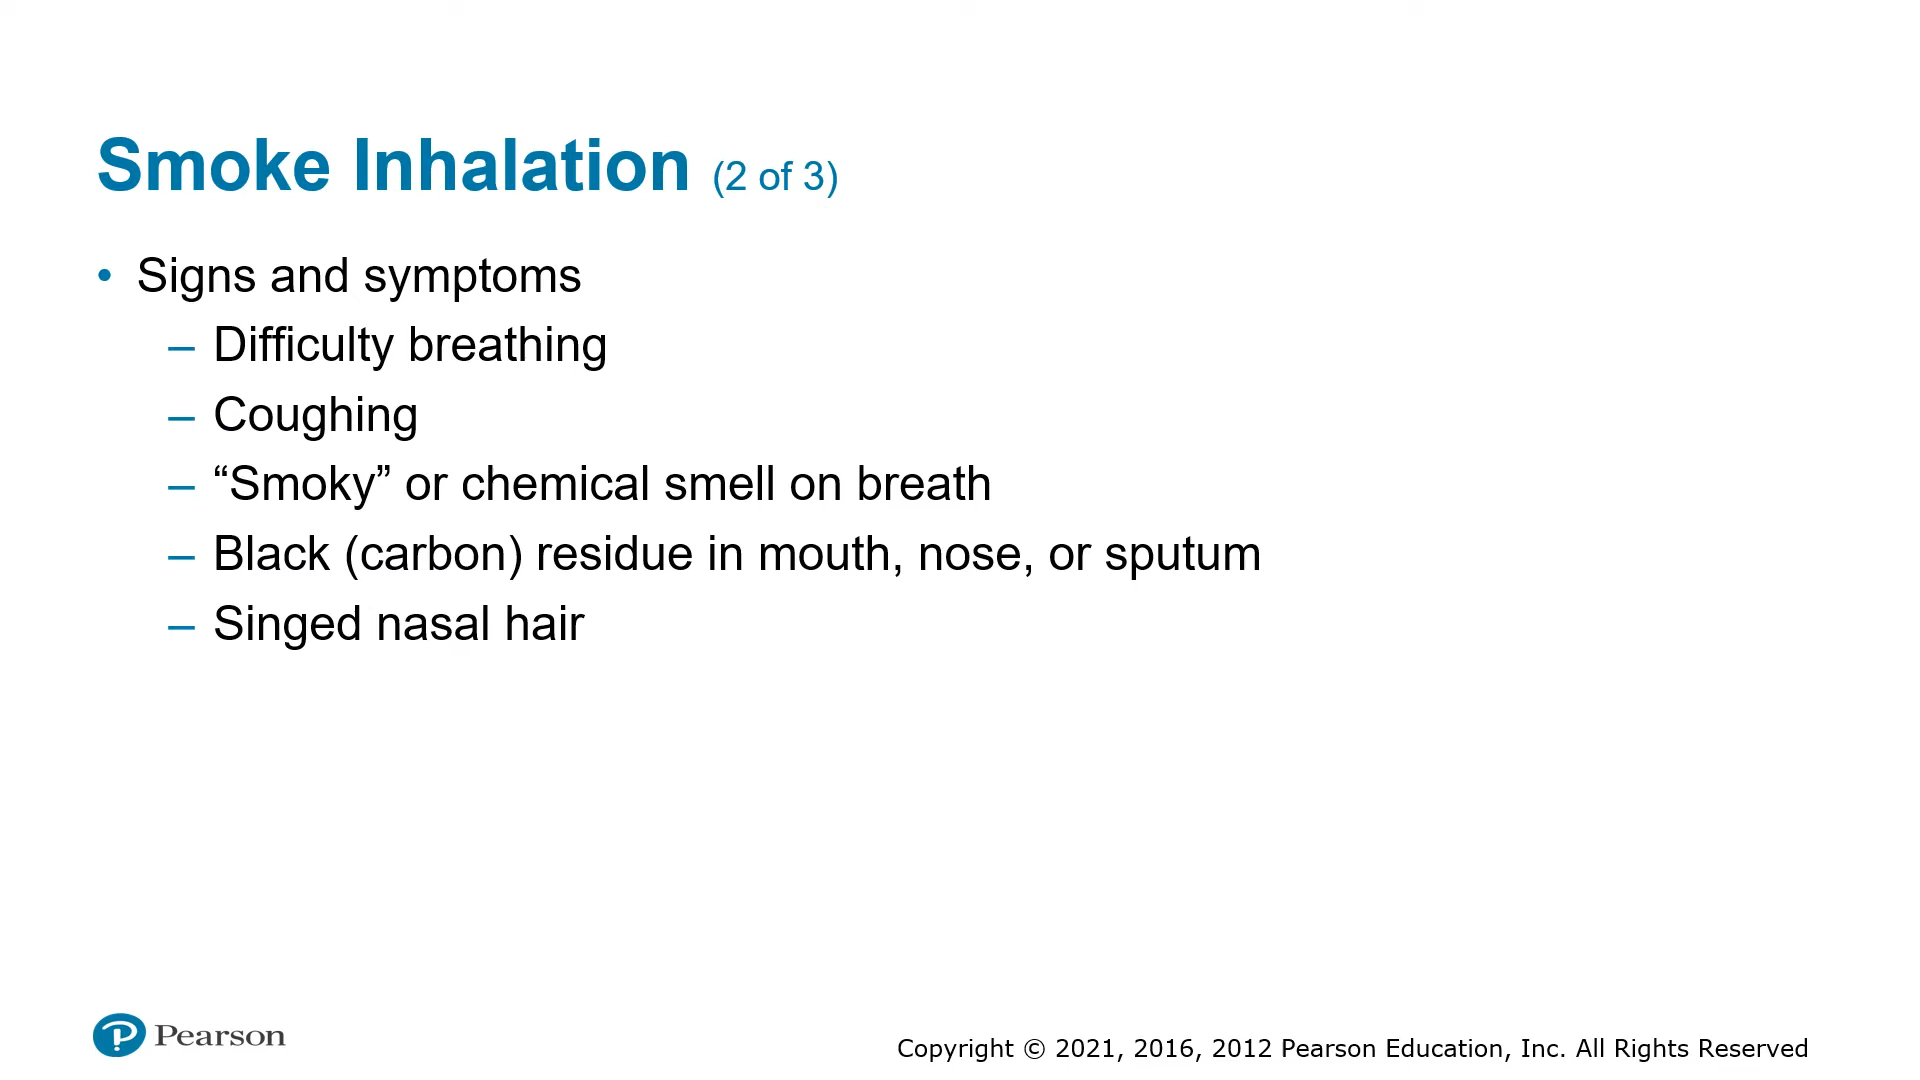 Smoke Inhalation (2 of 3)
• Signs and symptoms
– Difficulty breathing
– Coughing
– “Smoky” or chemical smell on breath
– Black (carbon) residue in mouth, nose, or sputum
– Singed nasal hair
Pearson
Copyright © 2021, 2016, 2012 Pearson Education, Inc. All Rights Reserved